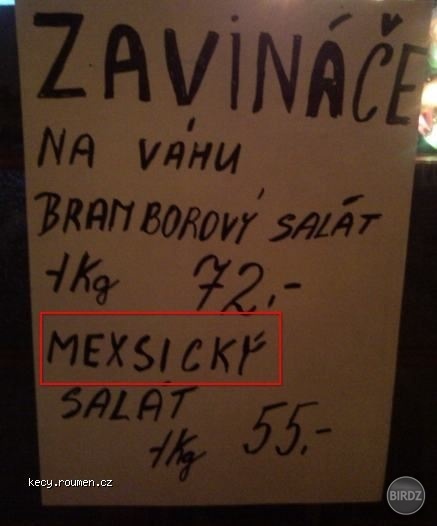 ZAVINÁČE
NA VÁHU
BRAMBOROVÝ SALÁT
1Kg 72,-
MEXSICKÝ
SALÁT
1Kg 55,-
kecy.roumen.cz
BIRDZ